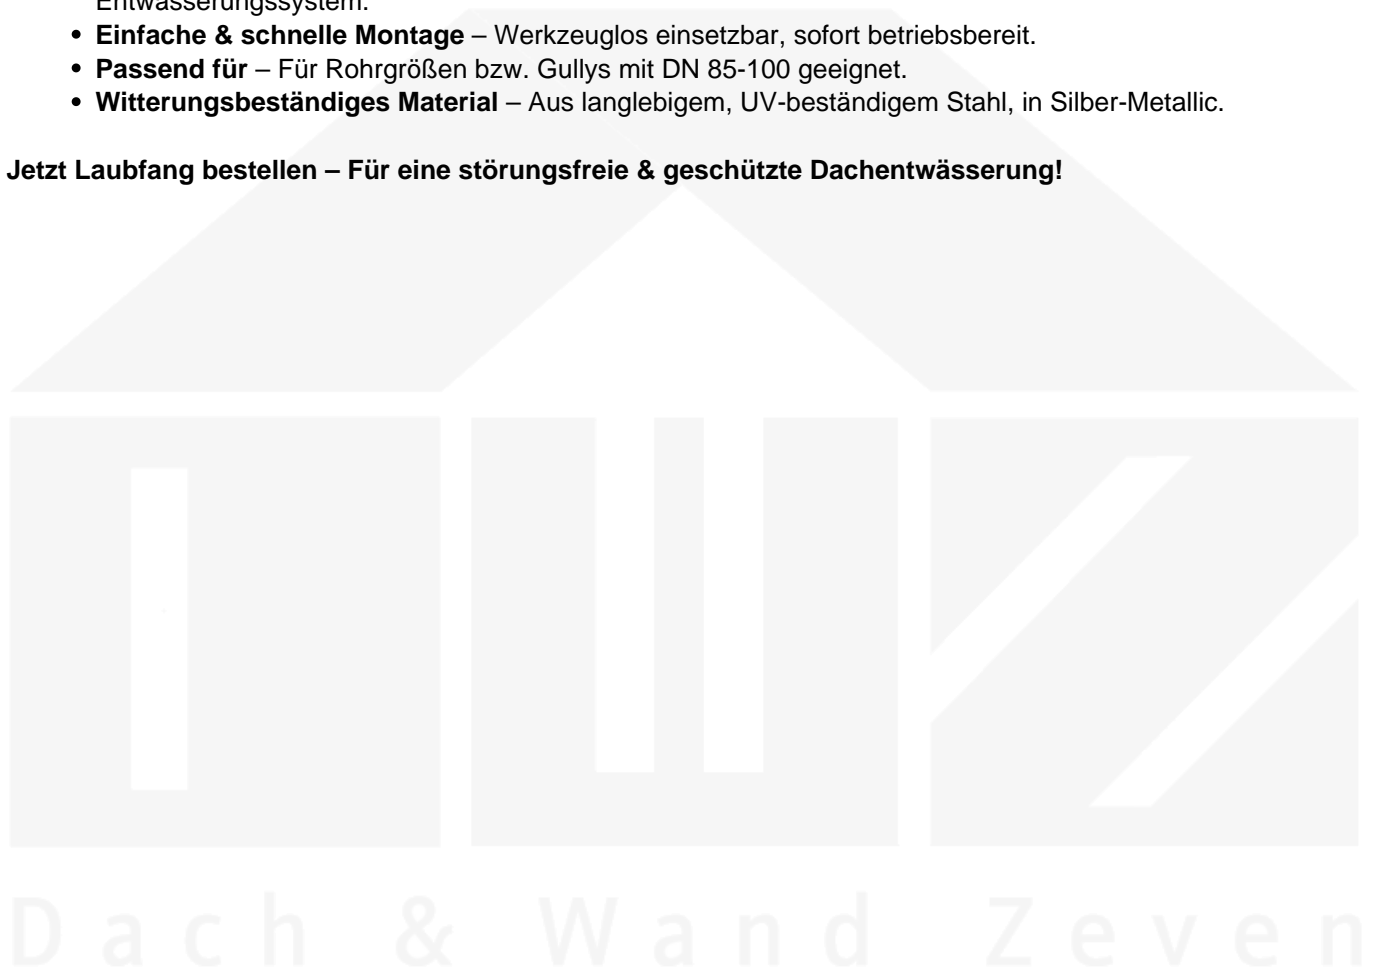 Entwässerungssystem.
• Einfache & schnelle Montage – Werkzeuglos einsetzbar, sofort betriebsbereit.
• Passend für – Für Rohrgrößen bzw. Gullys mit DN 85-100 geeignet.
• Witterungsbeständiges Material – Aus langlebigem, UV-beständigem Stahl, in Silber-Metallic.
Jetzt Laubfang bestellen – Für eine störungsfreie & geschützte Dachentwässerung!
Dach & Wand Zeven